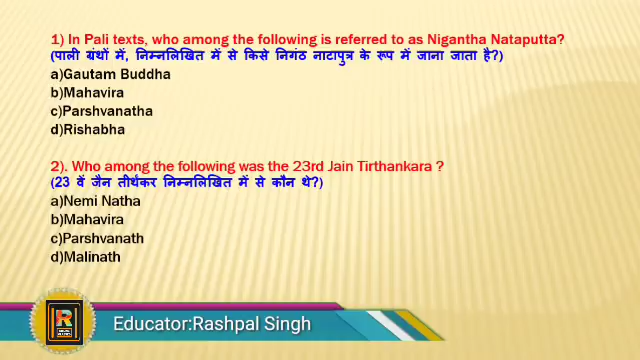 1) In Pali texts, who among the following is referred to as Nigantha Nataputta?
(पाली ग्रंथों में, निम्नलिखित में से किसे निगंठ नाटापुत्र के रूप में जाना जाता है?)
a)Gautam Buddha
b)Mahavira
c)Parshvanatha
d)Rishabha
2). Who among the following was the 23rd Jain Tirthankara ?
(23 वें जैन तीर्थंकर निम्नलिखित में से कौन थे?)
a)Nemi Natha
b)Mahavira
c)Parshvanath
d)Malinath
R
Educator:Rashpal Singh